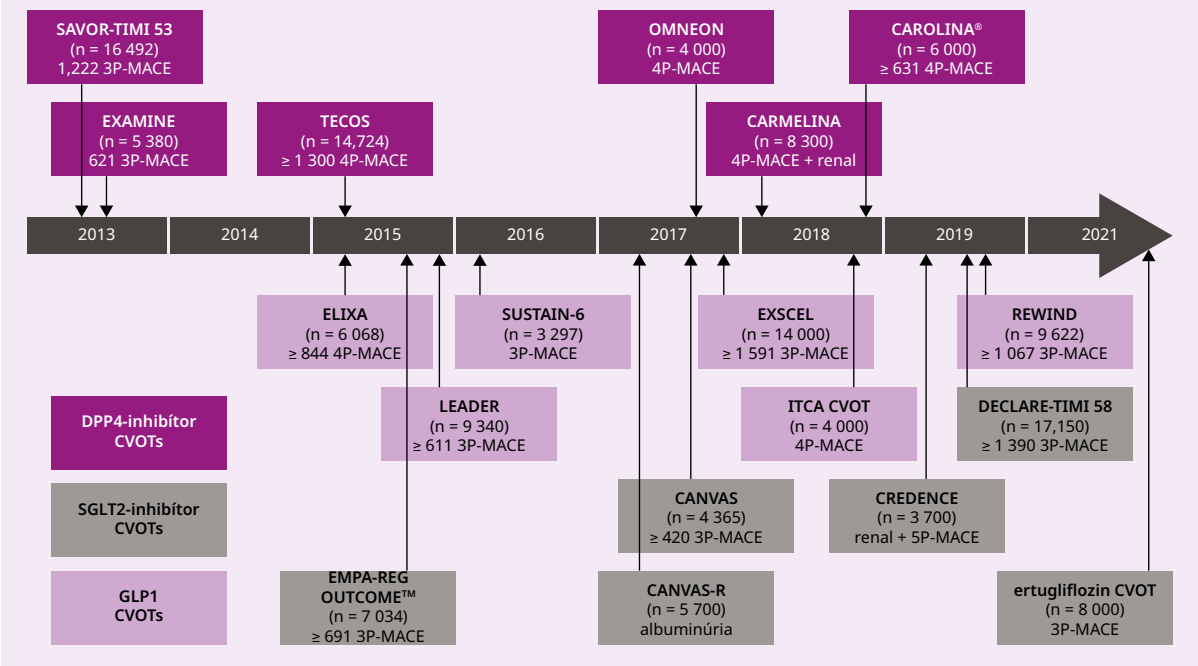 SAVOR-TIMI 53
(n = 16 492)
1,222 3P-MACE
OMNEON
(n = 4 000)
4P-MACE
CAROLINA®
(n = 6 000)
≥ 631 4P-MACE
EXAMINE
(n = 5 380)
621 3P-MACE
TECOS
(n = 14,724)
≥ 1 300 4P-MACE
CARMELINA
(n = 8 300)
4P-MACE + renal
2013
2014
2015
2016
2017
2018
2019
2021
ELIXA
(n = 6 068)
≥ 844 4P-MACE
SUSTAIN-6
(n = 3 297)
3P-MACE
EXSCEL
(n = 14 000)
≥ 1 591 3P-MACE
REWIND
(n = 9 622)
≥ 1 067 3P-MACE
LEADER
(n = 9 340)
≥ 611 3P-MACE
ITCA CVOT
(n = 4 000)
4P-MACE
DECLARE-TIMI 58
(n = 17,150)
≥ 1 390 3P-MACE
DPP4-inhibítor
CVOTs
SGLT2-inhibítor
CVOTs
CANVAS
(n = 4 365)
≥ 420 3P-MACE
CREDENCE
(n = 3 700)
renal + 5P-MACE
GLP1
CVOTs
EMPA-REG
OUTCOME™
(n = 7 034)
≥ 691 3P-MACE
CANVAS-R
(n = 5 700)
albuminúria
ertugliflozin CVOT
(n = 8 000)
3P-MACE